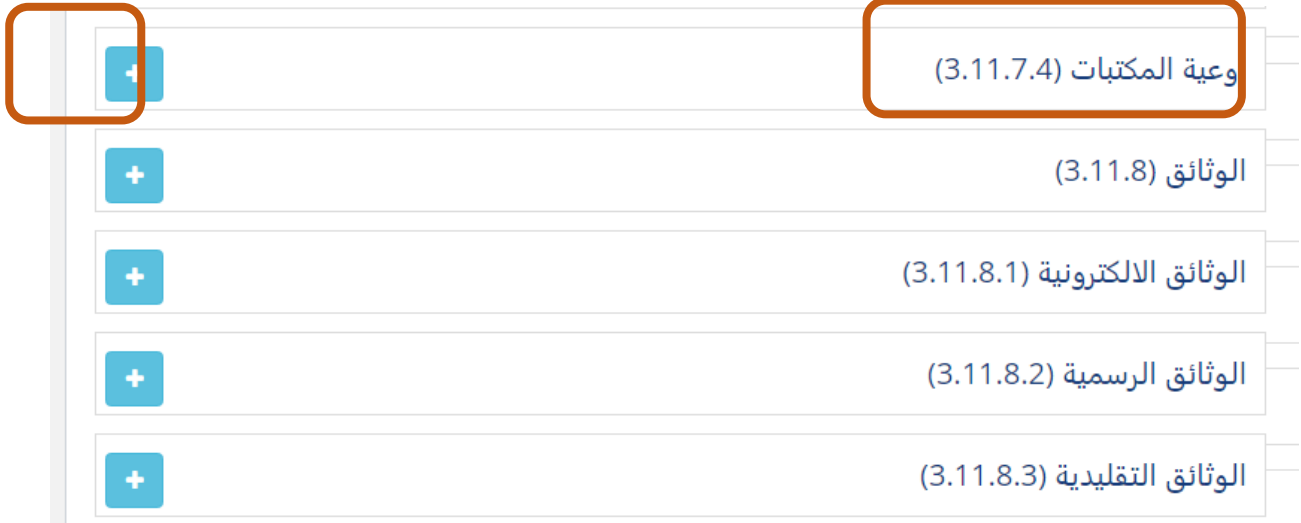 وعية المكتبات (3.11.7.4)
الوثائق (3.11.8)
الوثائق الالكترونية (3.11.8.1)
الوثائق الرسمية (3.11.8.2)
الوثائق التقليدية (3.11.8.3)